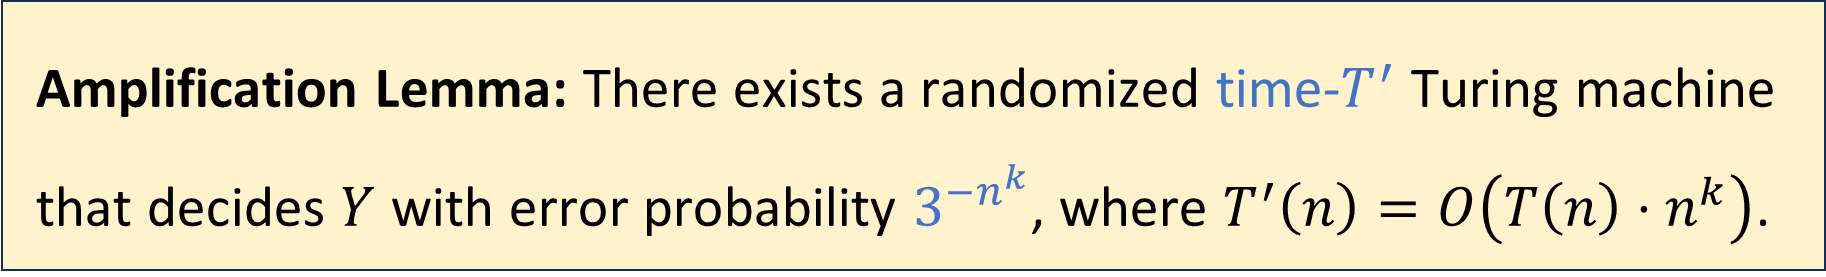 Amplification Lemma: There exists a randomized time-𝑇′ Turing machine
that decides 𝑌 with error probability 3^{−𝑛^𝑘}, where 𝑇′(𝑛) = 𝑂(𝑇(𝑛) ⋅ 𝑛^𝑘).